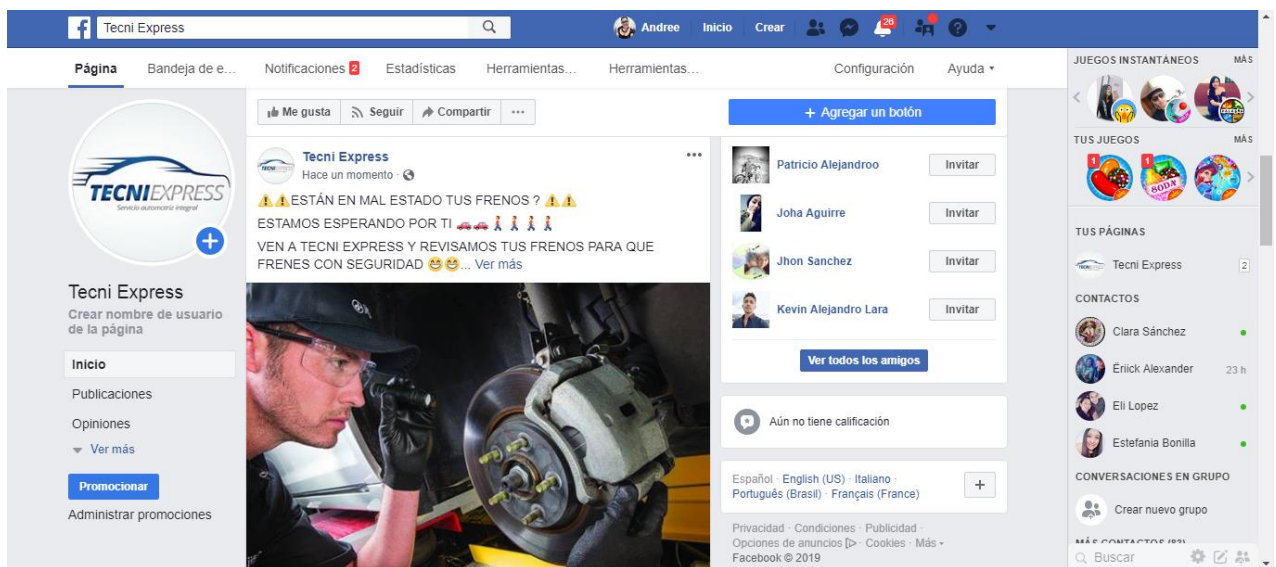 Tecni Express
Andree Inicio Crear 26
Página Bandeja de e... Notificaciones 2 Estadísticas Herramientas... Herramientas... Configuración Ayuda
TECNIEXPRESS
Servicio automotriz integral
Tecni Express
Crear nombre de usuario
de la página
Inicio
Publicaciones
Opiniones
Ver más
Promocionar
Administrar promociones
Me gusta Seguir Compartir ...
+ Agregar un botón
Tecni Express
Hace un momento ·
⚠️⚠️ESTÁN EN MAL ESTADO TUS FRENOS ? ⚠️⚠️
ESTAMOS ESPERANDO POR TI 🚗🚗🚶🚶🚶🚶
VEN A TECNI EXPRESS Y REVISAMOS TUS FRENOS PARA QUE
FRENES CON SEGURIDAD 😁😁... Ver más
Patricio Alejandroo Invitar
Joha Aguirre Invitar
Jhon Sanchez Invitar
Kevin Alejandro Lara Invitar
Ver todos los amigos
Aún no tiene calificación
Español · English (US) · Italiano ·
Português (Brasil) · Français (France)
Privacidad · Condiciones · Publicidad ·
Opciones de anuncios · Cookies · Más
Facebook © 2019
JUEGOS INSTANTÁNEOS MÁS
TUS JUEGOS MÁS
1 1
SODA
TUS PÁGINAS
Tecni Express 2
CONTACTOS
Clara Sánchez
Ëriick Alexander 23 h
Eli Lopez
Estefania Bonilla
CONVERSACIONES EN GRUPO
Crear nuevo grupo
MÁS CONTACTOS (83)
Buscar